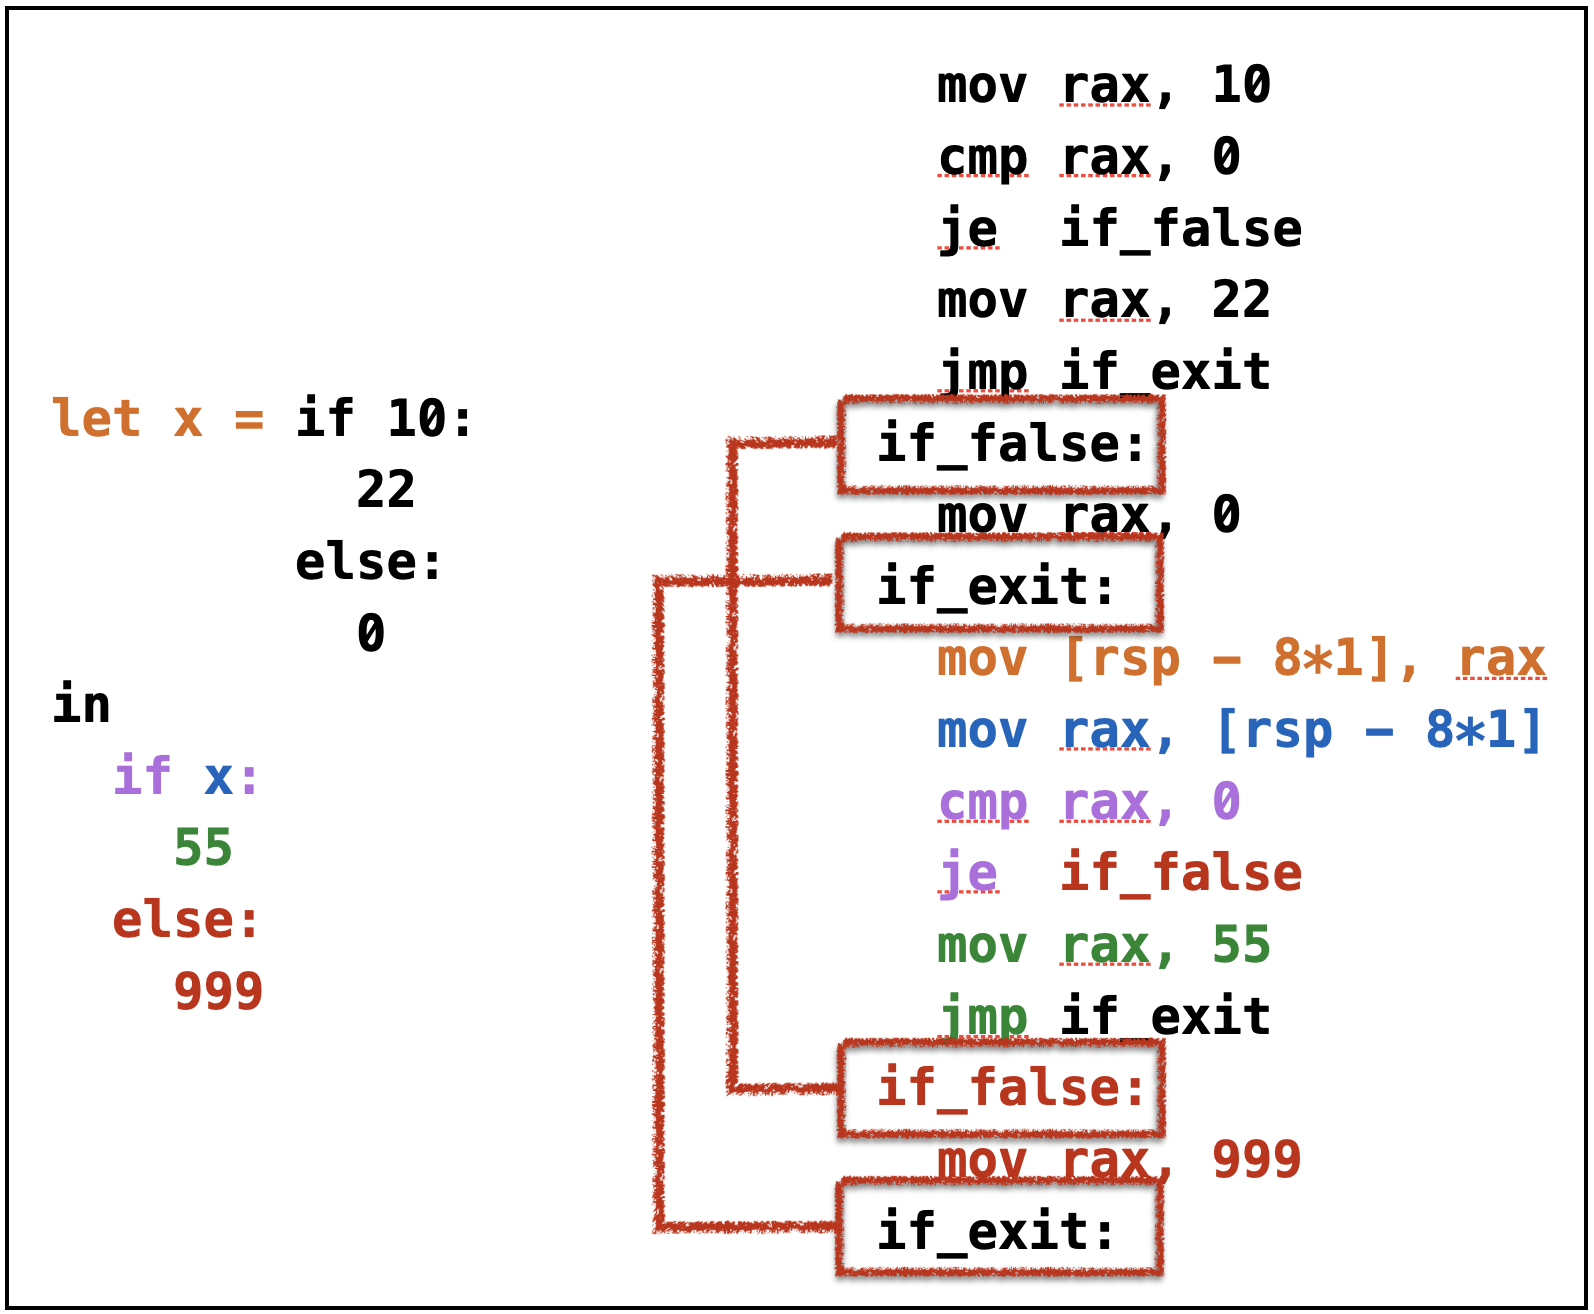 let x = if 10:
22
else:
0
in
if x:
55
else:
999
mov rax, 10
cmp rax, 0
je if_false
mov rax, 22
jmp if_exit
if_false:
mov rax, 0
if_exit:
mov [rsp - 8*1], rax
mov rax, [rsp - 8*1]
cmp rax, 0
je if_false
mov rax, 55
jmp if_exit
if_false:
mov rax, 999
if_exit: